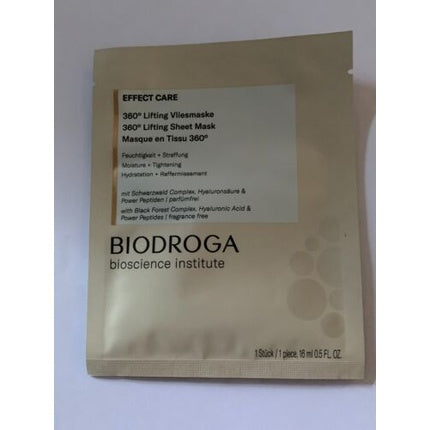 EFFECT CARE
360° Lifting Vliesmaske
360° Lifting Sheet Mask
Masque en Tissu 360°
Feuchtigkeit + Straffung
Moisture + Tightening
Hydratation + Raffermissement
mit Schwarzwald Complex, Hyaluronsäure &
Power Peptiden | parfümfrei
with Black Forest Complex, Hyaluronic Acid &
Power Peptides | fragrance free
BIODROGA
bioscience institute
1 Stück / 1 piece, 16 ml 0.5 FL. OZ.